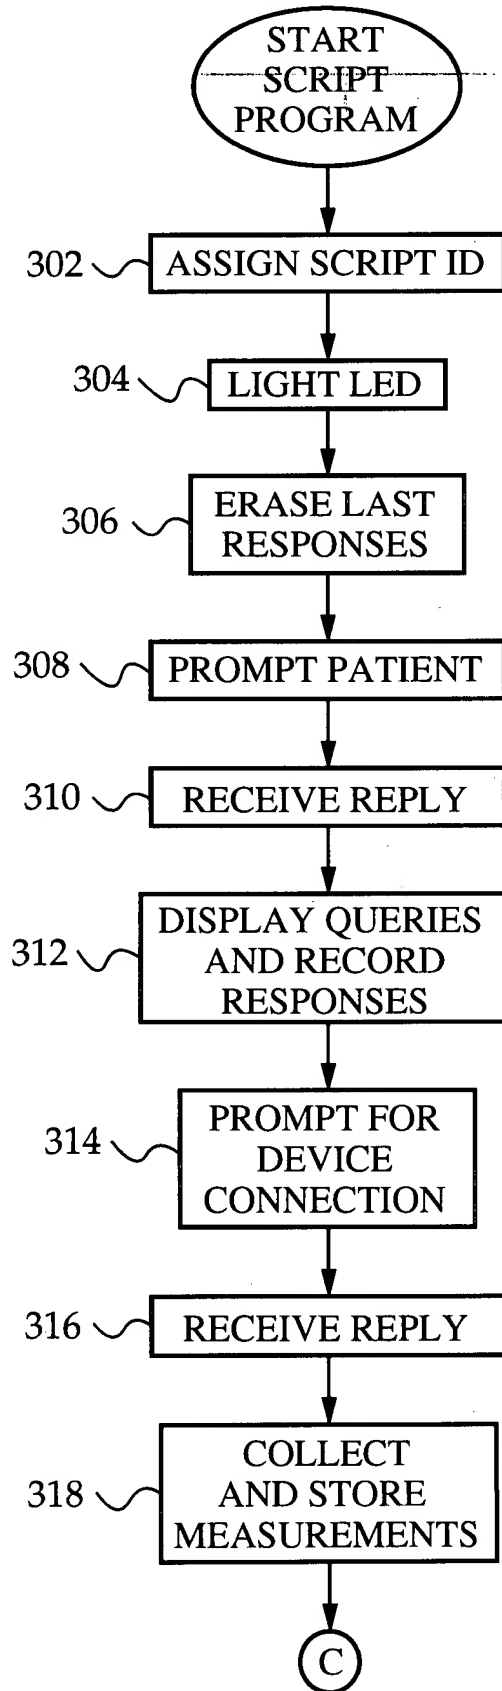 START
SCRIPT
PROGRAM
302
ASSIGN SCRIPT ID
304
LIGHT LED
306
ERASE LAST
RESPONSES
308
PROMPT PATIENT
310
RECEIVE REPLY
312
DISPLAY QUERIES
AND RECORD
RESPONSES
314
PROMPT FOR
DEVICE
CONNECTION
316
RECEIVE REPLY
318
COLLECT
AND STORE
MEASUREMENTS
C